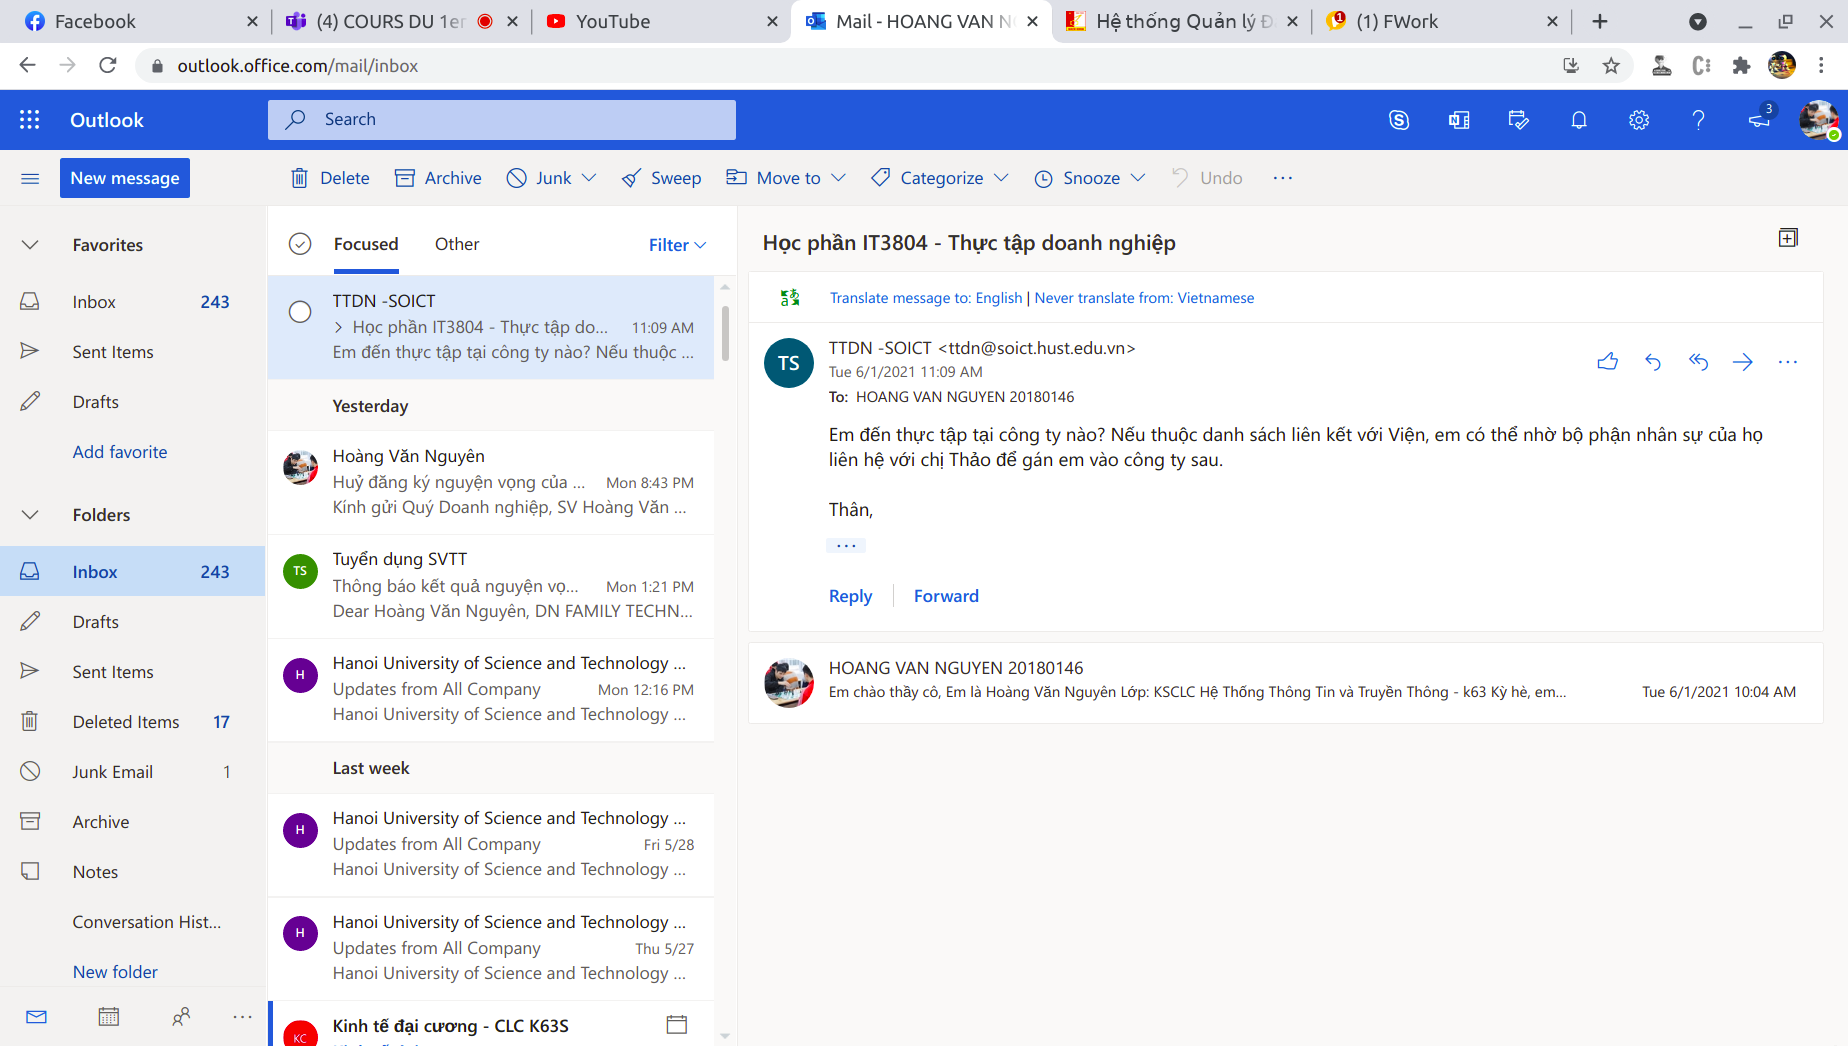 Facebook
(4) COURS DU 1er
YouTube
Mail - HOANG VAN N
Hệ thống Quản lý Đ
(1) FWork
outlook.office.com/mail/inbox
Outlook
Search
3
New message
Delete
Archive
Junk
Sweep
Move to
Categorize
Snooze
Undo
Favorites
Inbox 243
Sent Items
Drafts
Add favorite
Folders
Inbox 243
Drafts
Sent Items
Deleted Items 17
Junk Email 1
Archive
Notes
Conversation Hist...
New folder
Focused
Other
Filter
TTDN -SOICT
Học phần IT3804 - Thực tập do... 11:09 AM
Em đến thực tập tại công ty nào? Nếu thuộc ...
Yesterday
Hoàng Văn Nguyên
Huỷ đăng ký nguyện vọng của ... Mon 8:43 PM
Kính gửi Quý Doanh nghiệp, SV Hoàng Văn ...
TS
Tuyển dụng SVTT
Thông báo kết quả nguyện vọ... Mon 1:21 PM
Dear Hoàng Văn Nguyên, DN FAMILY TECHN...
H
Hanoi University of Science and Technology ...
Updates from All Company Mon 12:16 PM
Hanoi University of Science and Technology ...
Last week
H
Hanoi University of Science and Technology ...
Updates from All Company Fri 5/28
Hanoi University of Science and Technology ...
H
Hanoi University of Science and Technology ...
Updates from All Company Thu 5/27
Hanoi University of Science and Technology ...
KC
Kinh tế đại cương - CLC K63S
Học phần IT3804 - Thực tập doanh nghiệp
Translate message to: English | Never translate from: Vietnamese
TS
TTDN -SOICT <ttdn@soict.hust.edu.vn>
Tue 6/1/2021 11:09 AM
To: HOANG VAN NGUYEN 20180146
Em đến thực tập tại công ty nào? Nếu thuộc danh sách liên kết với Viện, em có thể nhờ bộ phận nhân sự của họ
liên hệ với chị Thảo để gán em vào công ty sau.
Thân,
...
Reply
Forward
HOANG VAN NGUYEN 20180146
Em chào thầy cô, Em là Hoàng Văn Nguyên Lớp: KSCLC Hệ Thống Thông Tin và Truyền Thông - k63 Kỳ hè, em... Tue 6/1/2021 10:04 AM